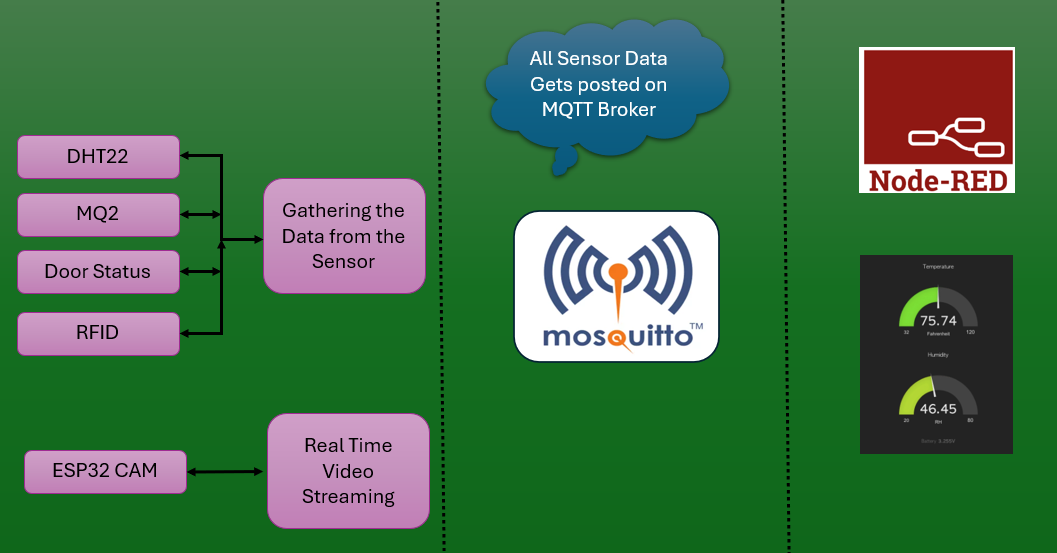 DHT22
MQ2
Door Status
RFID
Gathering the
Data from the
Sensor
ESP32 CAM
Real Time
Video
Streaming
All Sensor Data
Gets posted on
MQTT Broker
mosquitto™
Node-RED
Temperature
75.74
32
Fahrenheit
120
Humidity
46.45
20
RH
80